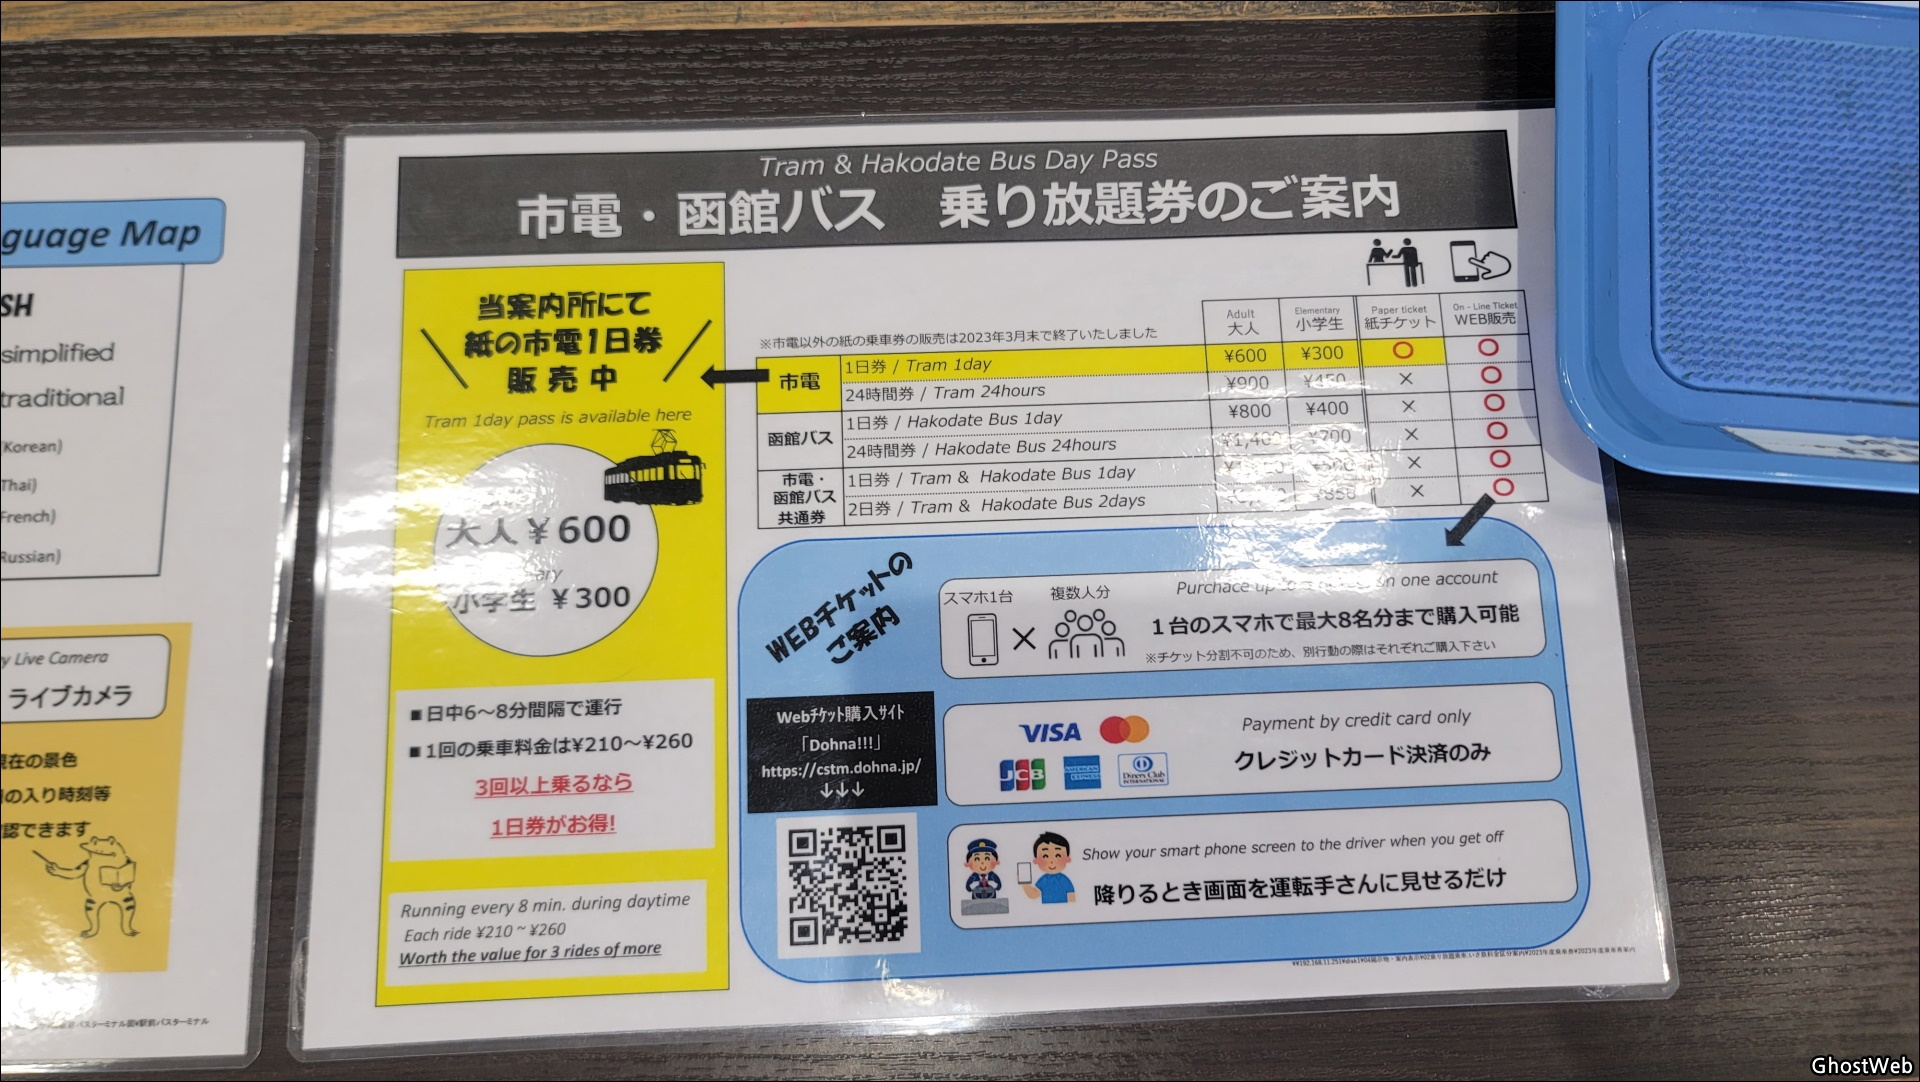 guage Map
SH
simplified
traditional
Korean)
Thai)
French)
Russian)
y Live Camera
ライブカメラ
現在の景色
の入り時刻等
認できます
Tram & Hakodate Bus Day Pass
市電・函館バス 乗り放題券のご案内
当案内所にて
紙の市電1日券
販売中
Tram 1day pass is available here
大人¥600
小学生 ¥300
■日中6～8分間隔で運行
■1回の乗車料金は¥210～¥260
3回以上乗るなら
1日券がお得!
Running every 8 min. during daytime
Each ride ¥210 ~ ¥260
Worth the value for 3 rides of more
※市電以外の紙の乗車券の販売は2023年3月末で終了いたしました
Adult 大人
Elementary 小学生
Paper ticket 紙チケット
On - Line Ticket WEB販売
市電
1日券 / Tram 1day ¥600 ¥300 ○ ○
24時間券 / Tram 24hours ¥900 ¥450 × ○
函館バス
1日券 / Hakodate Bus 1day ¥800 ¥400 × ○
24時間券 / Hakodate Bus 24hours ¥1,400 ¥700 × ○
市電・函館バス共通券
1日券 / Tram & Hakodate Bus 1day × ○
2日券 / Tram & Hakodate Bus 2days × ○
WEBチケットの
ご案内
スマホ1台
複数人分
×
Purchace up to in one account
1台のスマホで最大8名分まで購入可能
※チケット分割不可のため、別行動の際はそれぞれご購入下さい
Webチケット購入サイト
「Dohna!!!」
https://cstm.dohna.jp/
↓↓↓
VISA
JCB
AMERICAN EXPRESS
Diners Club INTERNATIONAL
Payment by credit card only
クレジットカード決済のみ
Show your smart phone screen to the driver when you get off
降りるとき画面を運転手さんに見せるだけ
GhostWeb